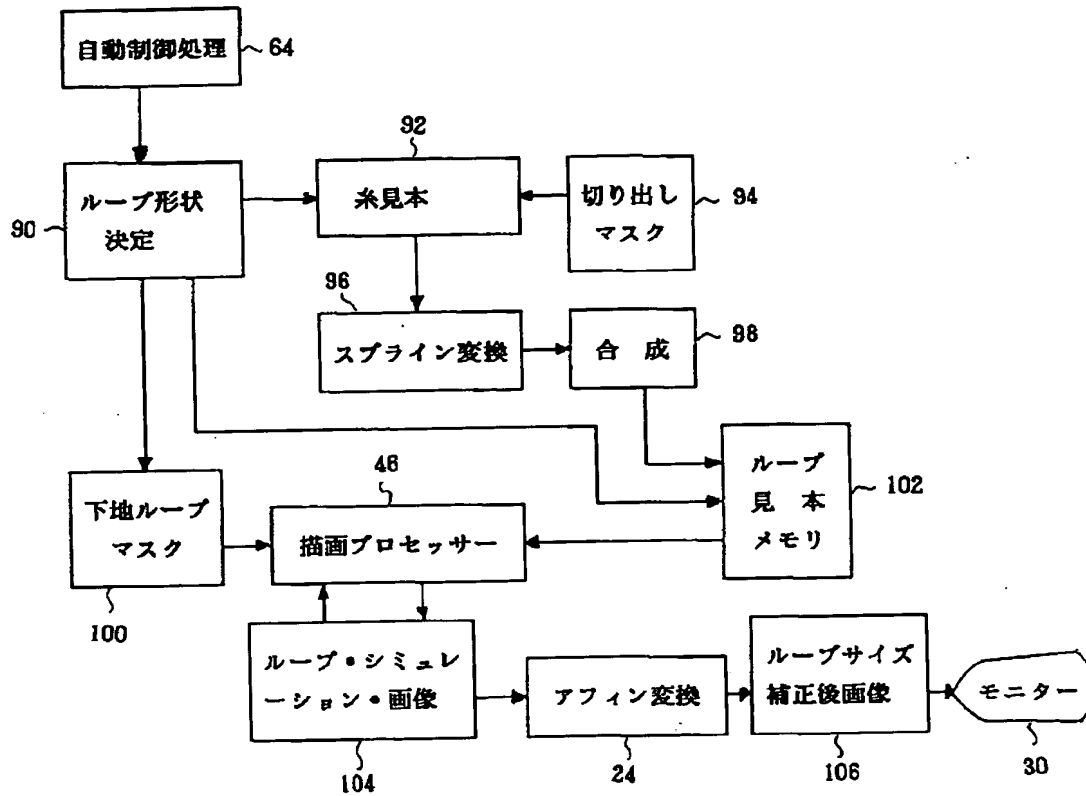 自動制御処理
64
ループ形状
決定
90
92
糸見本
切り出し
マスク
94
96
スプライン変換
合 成
98
ループ
見 本
メモリ
102
下地ループ
マスク
100
46
描画プロセッサー
ループ・シミュレ
ーション・画像
104
アフィン変換
24
ループサイズ
補正後画像
106
モニター
30